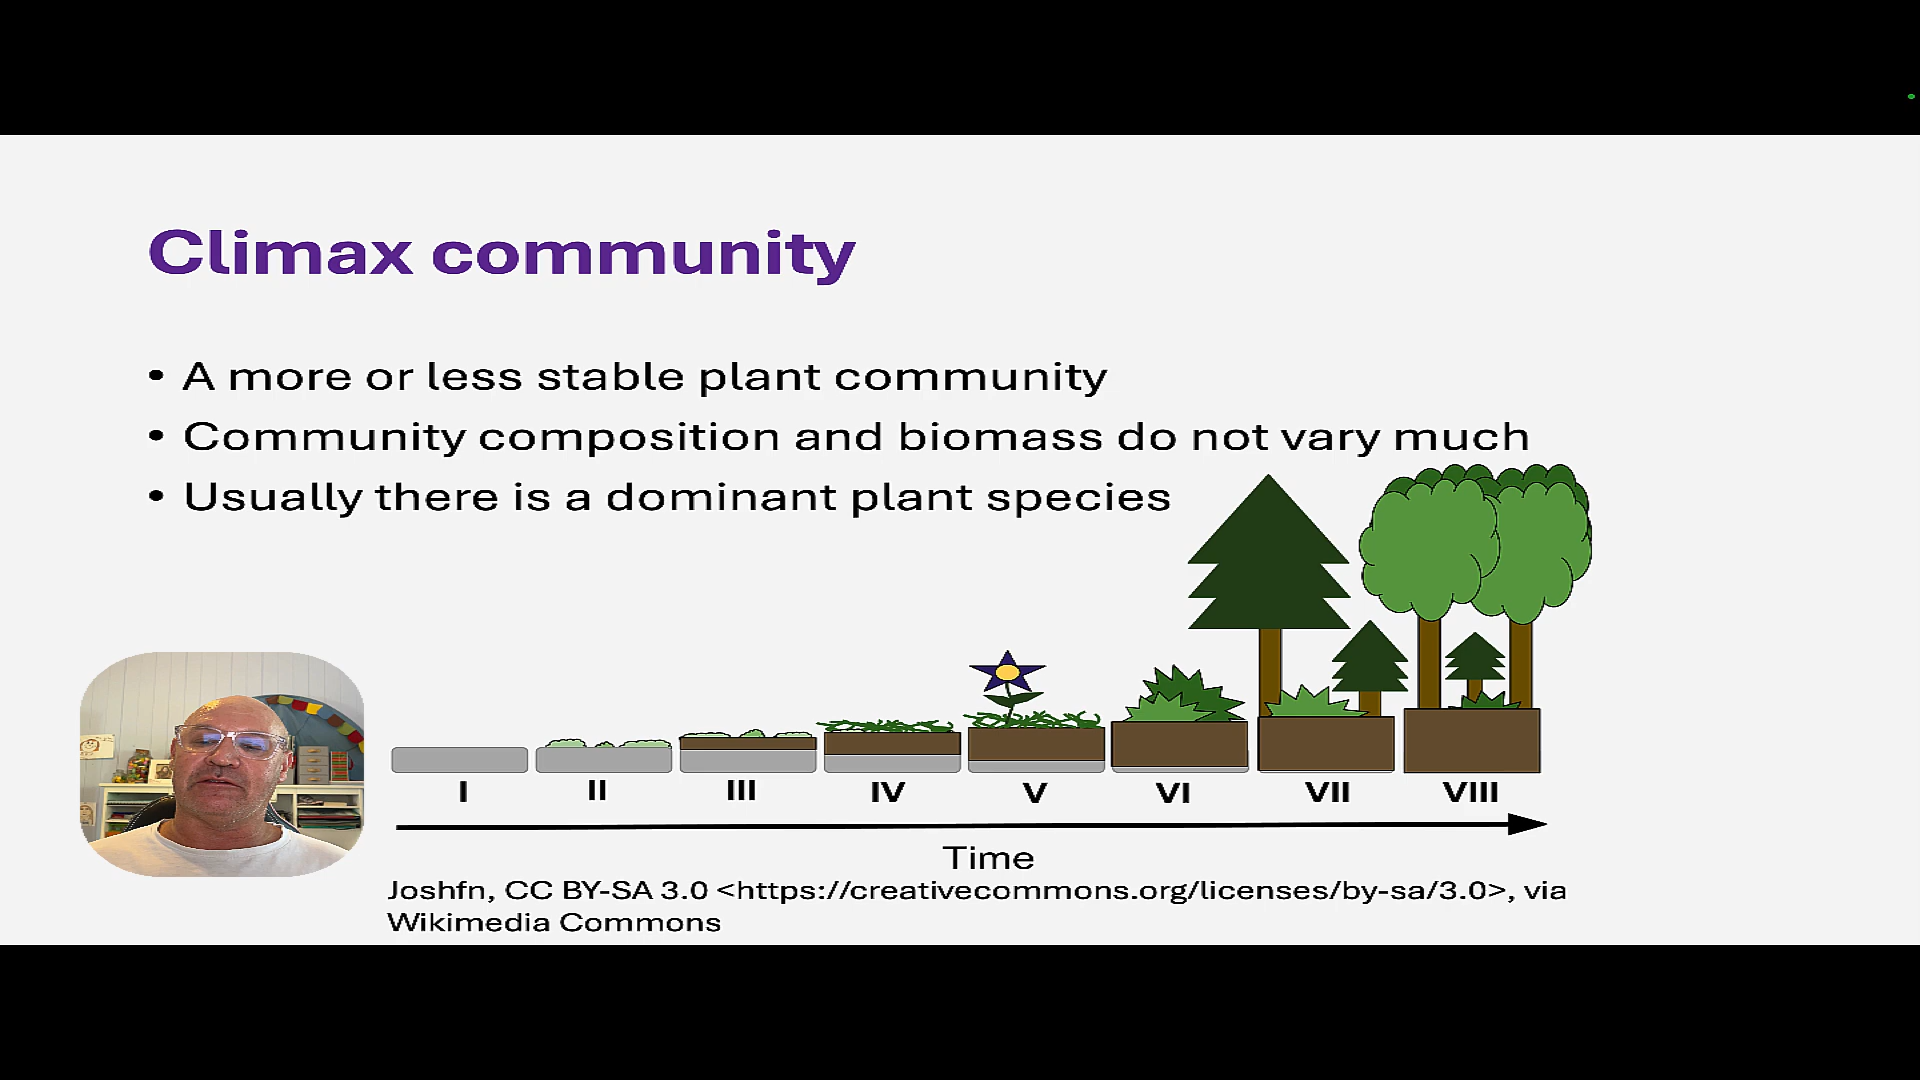 Climax community
• A more or less stable plant community
• Community composition and biomass do not vary much
• Usually there is a dominant plant species
I II III IV V VI VII VIII
Time
Joshfn, CC BY-SA 3.0 <https://creativecommons.org/licenses/by-sa/3.0>, via
Wikimedia Commons